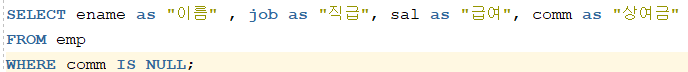 SELECT ename as "이름" , job as "직급", sal as "급여", comm as "상여금"
FROM emp
WHERE comm IS NULL;